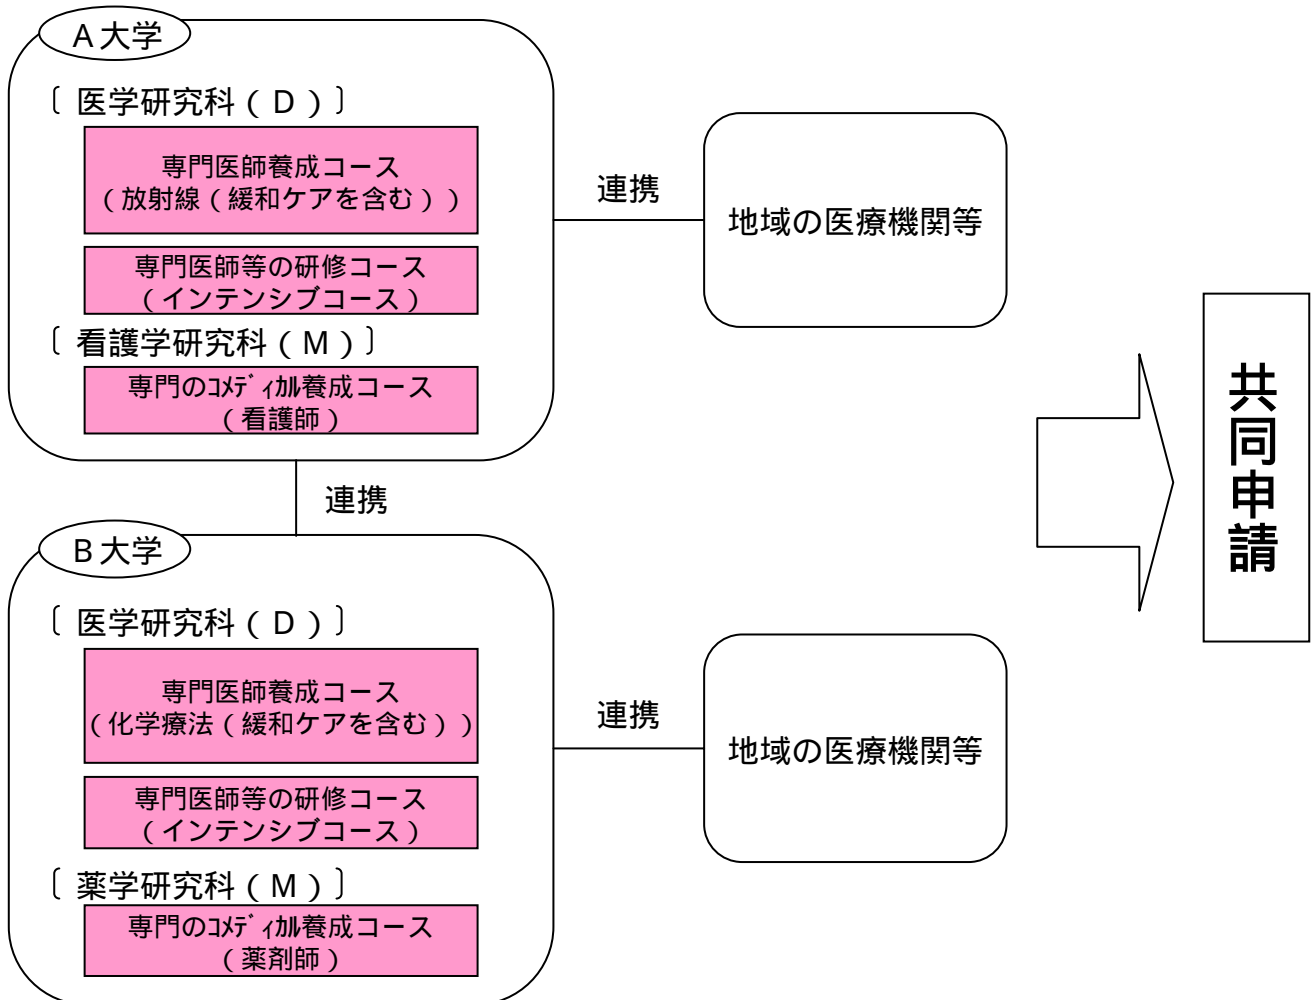 A大学
〔 医学研究科（D）〕
専門医師養成コース
（放射線（緩和ケアを含む））
専門医師等の研修コース
（インテンシブコース）
〔 看護学研究科（M）〕
専門のｺﾒﾃﾞｨｶﾙ養成コース
（看護師）
連携
地域の医療機関等
連携
B大学
〔 医学研究科（D）〕
専門医師養成コース
（化学療法（緩和ケアを含む））
専門医師等の研修コース
（インテンシブコース）
〔 薬学研究科（M）〕
専門のｺﾒﾃﾞｨｶﾙ養成コース
（薬剤師）
連携
地域の医療機関等
共同申請